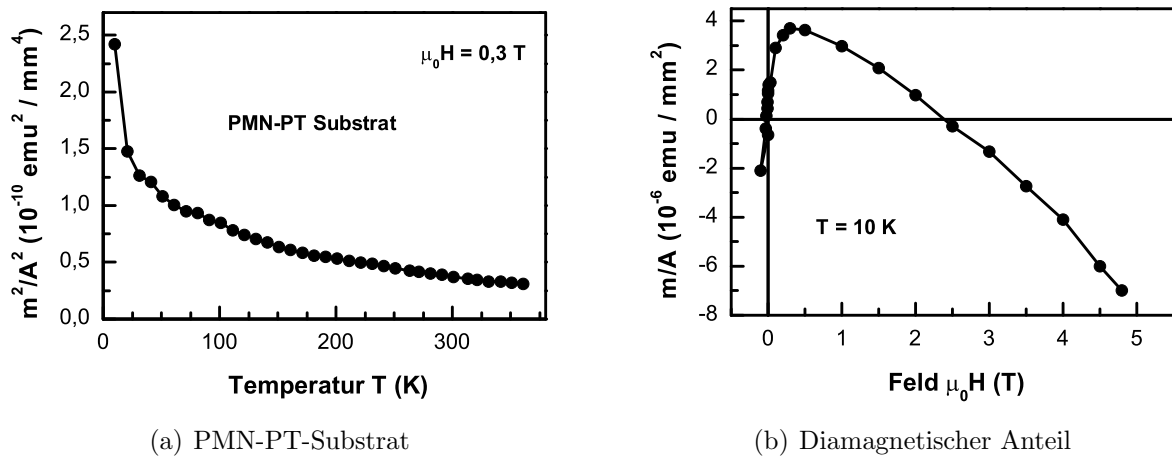 2,5
2,0
1,5
1,0
0,5
0,0
m²/A² (10⁻¹⁰ emu² / mm⁴)
μ₀H = 0,3 T
PMN-PT Substrat
0
100
200
300
Temperatur T (K)
(a) PMN-PT-Substrat
4
2
0
-2
-4
-6
-8
m/A (10⁻⁶ emu / mm²)
T = 10 K
0
1
2
3
4
5
Feld μ₀H (T)
(b) Diamagnetischer Anteil